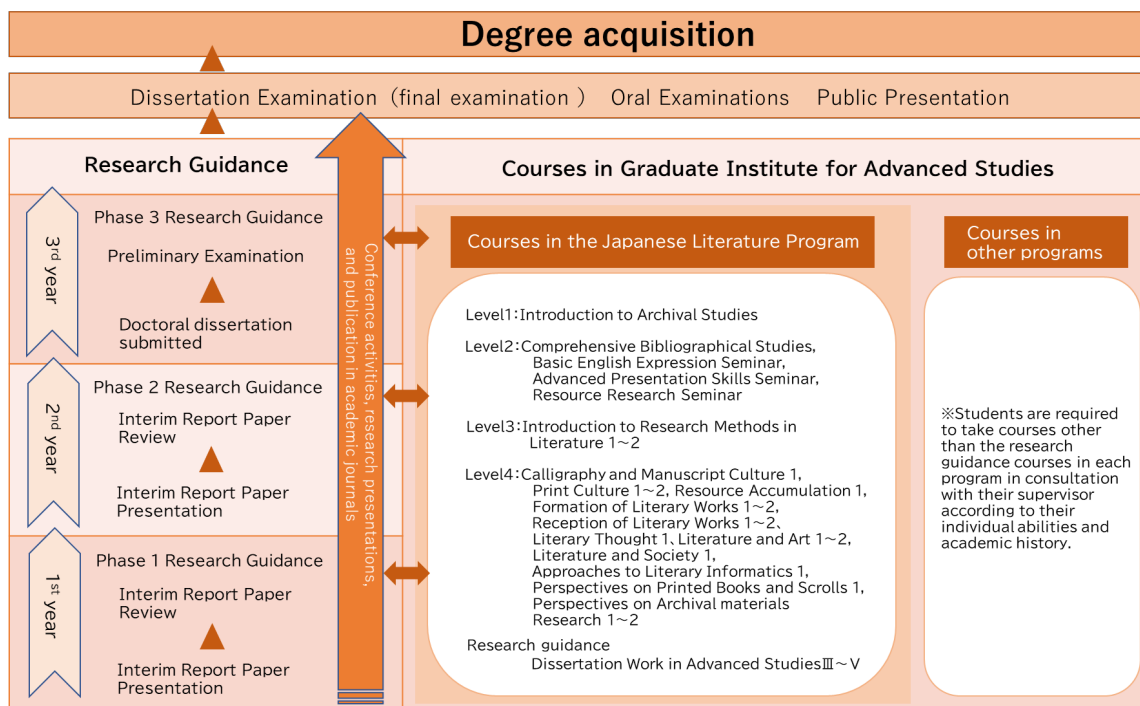 Degree acquisition
Dissertation Examination (final examination ) Oral Examinations Public Presentation
Research Guidance
Courses in Graduate Institute for Advanced Studies
3rd year
Phase 3 Research Guidance
Preliminary Examination
Doctoral dissertation
submitted
2nd year
Phase 2 Research Guidance
Interim Report Paper
Review
Interim Report Paper
Presentation
1st year
Phase 1 Research Guidance
Interim Report Paper
Review
Interim Report Paper
Presentation
Conference activities, research presentations,
and publication in academic journals
Courses in the Japanese Literature Program
Level1:Introduction to Archival Studies
Level2:Comprehensive Bibliographical Studies,
Basic English Expression Seminar,
Advanced Presentation Skills Seminar,
Resource Research Seminar
Level3:Introduction to Research Methods in
Literature 1~2
Level4:Calligraphy and Manuscript Culture 1,
Print Culture 1~2, Resource Accumulation 1,
Formation of Literary Works 1~2,
Reception of Literary Works 1~2、
Literary Thought 1、Literature and Art 1~2,
Literature and Society 1,
Approaches to Literary Informatics 1,
Perspectives on Printed Books and Scrolls 1,
Perspectives on Archival materials
Research 1~2
Research guidance
Dissertation Work in Advanced StudiesⅢ~Ⅴ
Courses in
other programs
※Students are required
to take courses other
than the research
guidance courses in each
program in consultation
with their supervisor
according to their
individual abilities and
academic history.